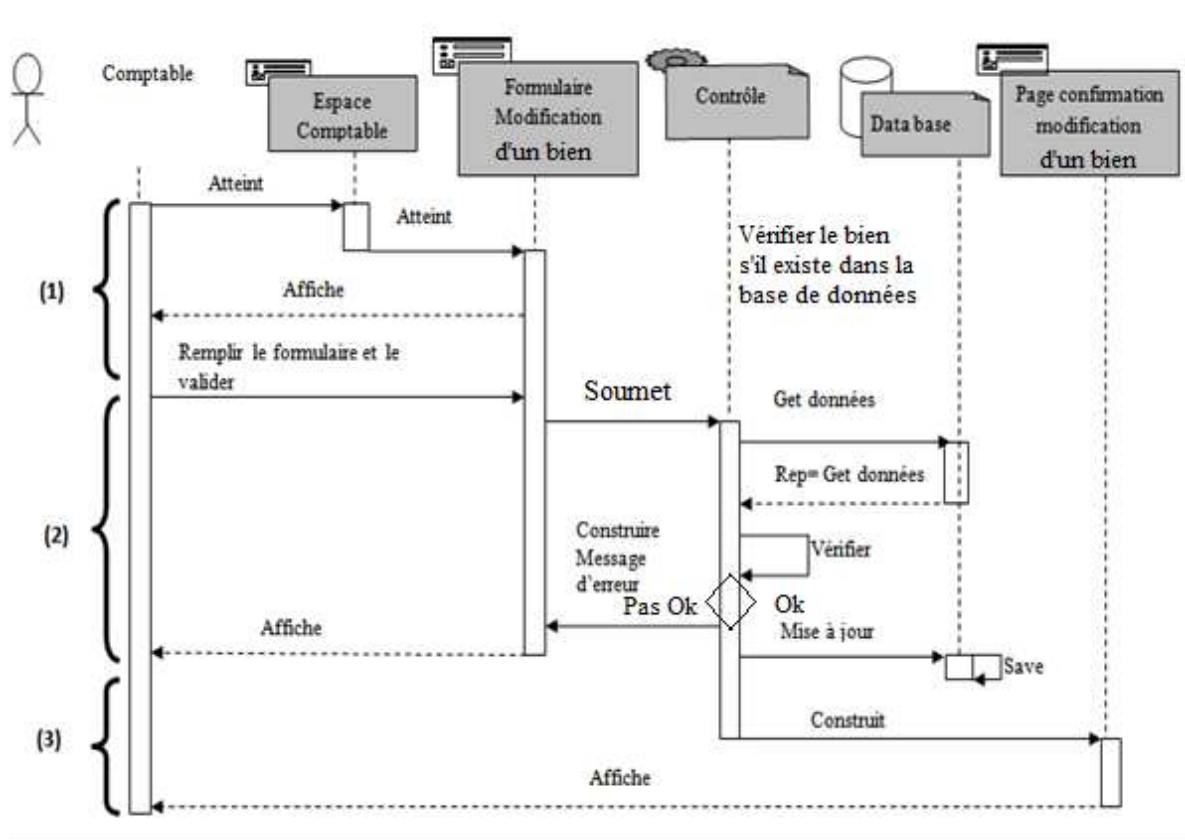 Comptable
Espace
Comptable
Formulaire
Modification
d'un bien
Contrôle
Data base
Page confirmation
modification
d'un bien
Atteint
Atteint
Vérifier le bien
s'il existe dans la
base de données
(1)
Affiche
Remplir le formulaire et le
valider
Soumet
Get données
Rep= Get données
(2)
Construire
Message
d'erreur
Vérifier
Pas Ok
Ok
Affiche
Mise à jour
Save
(3)
Construit
Affiche